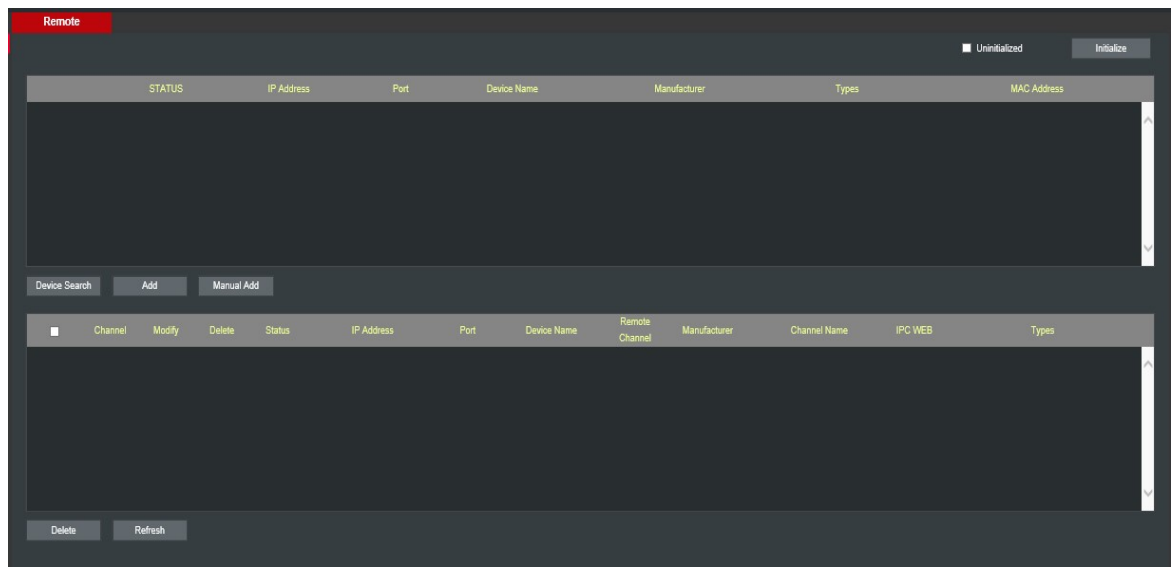 Remote
Uninitialized Initialize
STATUS IP Address Port Device Name Manufacturer Types MAC Address
Device Search Add Manual Add
Channel Modify Delete Status IP Address Port Device Name Remote Channel Manufacturer Channel Name IPC WEB Types
Delete Refresh